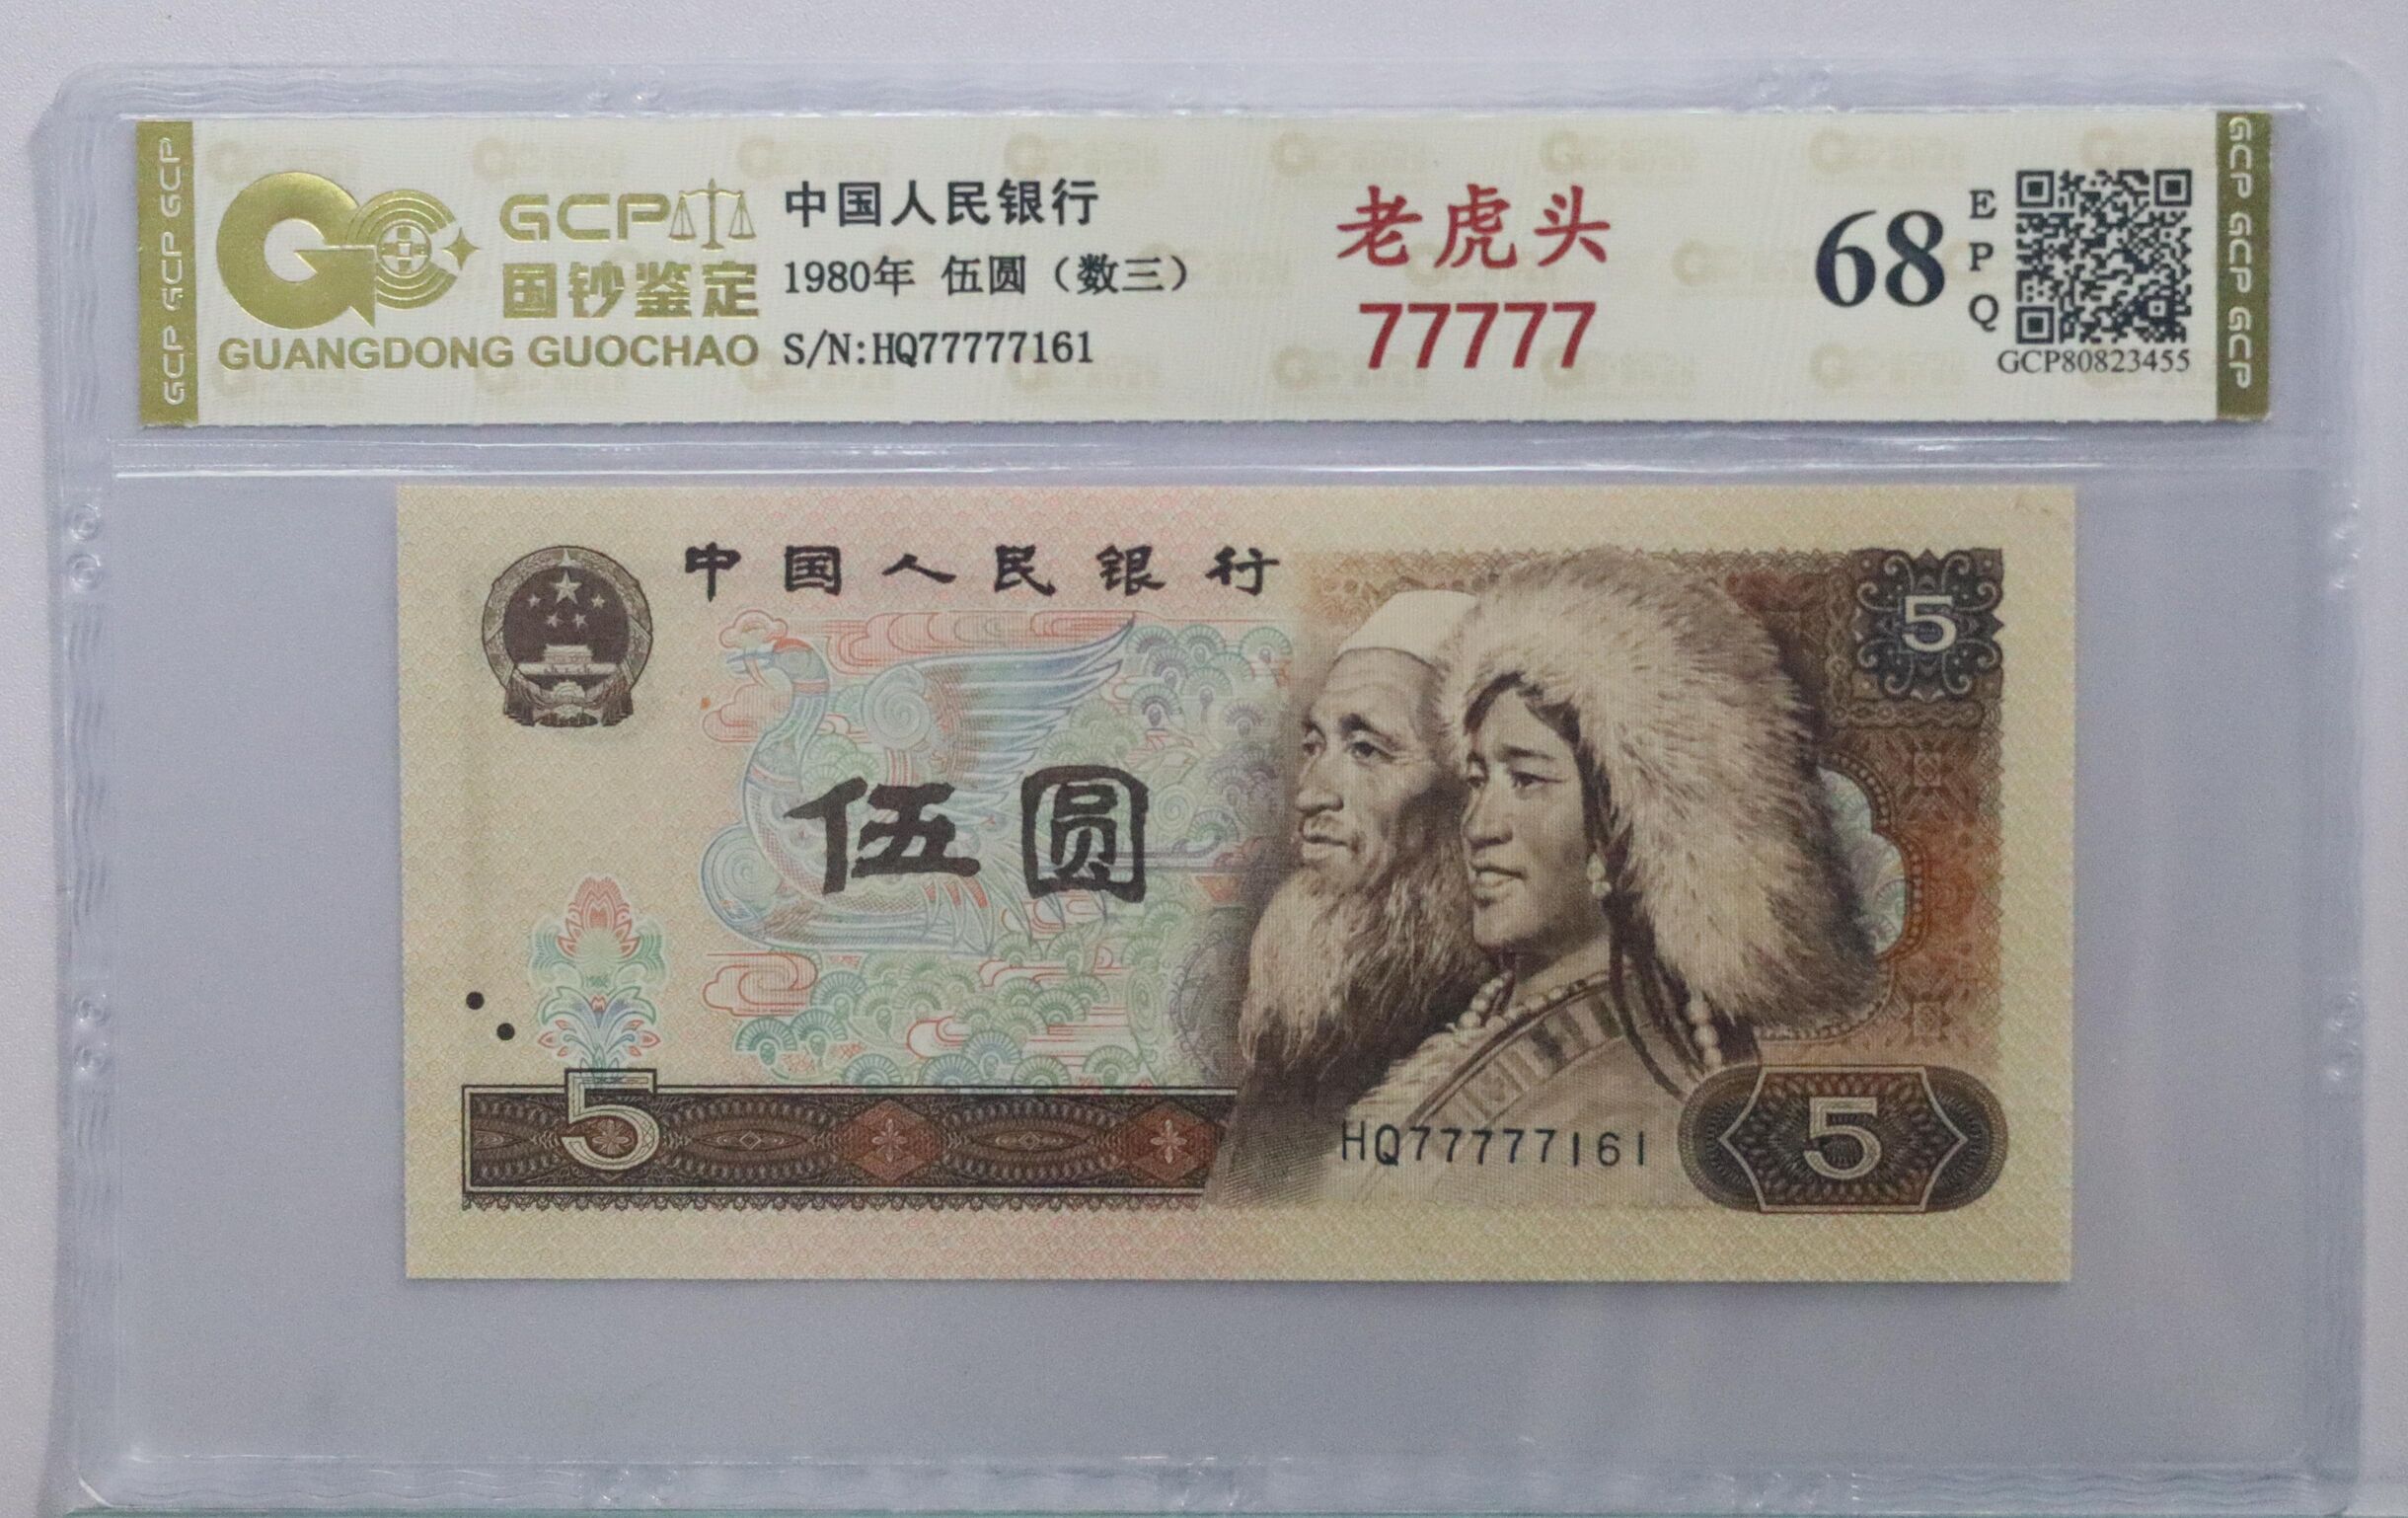 GCP GCP GCP
GCP
国钞鉴定
GUANGDONG GUOCHAO
中国人民银行
1980年 伍圆（数三）
S/N:HQ77777161
老虎头
77777
68
E
P
Q
GCP80823455
GCP GCP GCP
中国人民银行
5
伍圆
5
HQ77777161
5